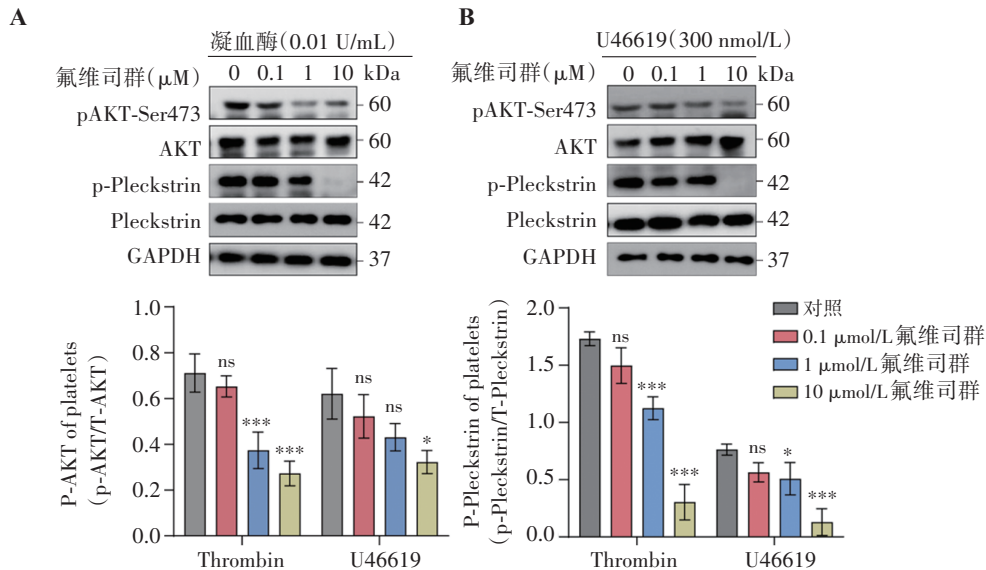 A
凝血酶(0.01 U/mL)
氟维司群(μM) 0 0.1 1 10 kDa
pAKT-Ser473 60
AKT 60
p-Pleckstrin 42
Pleckstrin 42
GAPDH 37
B
U46619(300 nmol/L)
氟维司群(μM) 0 0.1 1 10 kDa
pAKT-Ser473 60
AKT 60
p-Pleckstrin 42
Pleckstrin 42
GAPDH 37
P-AKT of platelets
(p-AKT/T-AKT)
1.0
0.8
0.6
0.4
0.2
0.0
ns
***
***
ns
ns
*
Thrombin U46619
P-Pleckstrin of platelets
(p-Pleckstrin/T-Pleckstrin)
2.0
1.5
1.0
0.5
0.0
ns
***
***
ns
*
***
Thrombin U46619
对照
0.1 μmol/L氟维司群
1 μmol/L氟维司群
10 μmol/L氟维司群